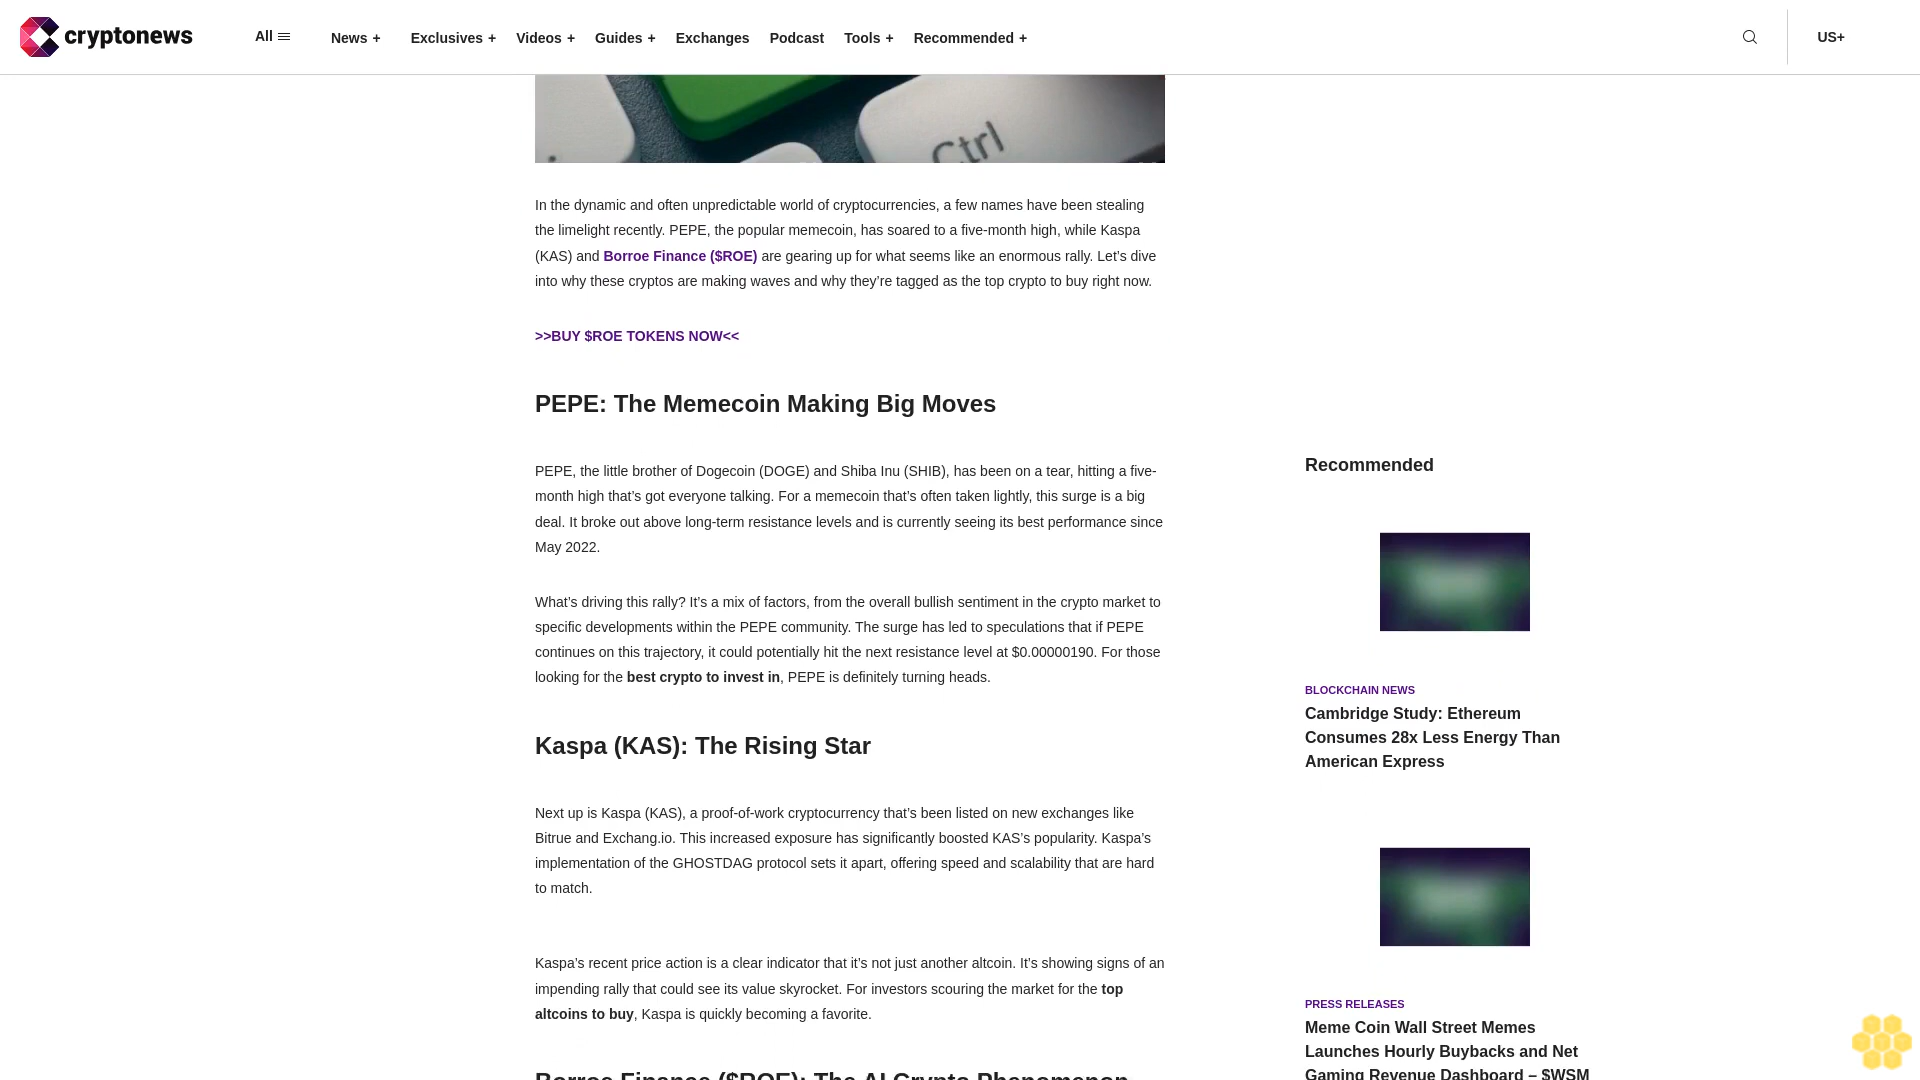 cryptonews
All
News +
Exclusives +
Videos +
Guides +
Exchanges
Podcast
Tools +
Recommended +
US+
Ctrl
In the dynamic and often unpredictable world of cryptocurrencies, a few names have been stealing
the limelight recently. PEPE, the popular memecoin, has soared to a five-month high, while Kaspa
(KAS) and Borroe Finance ($ROE) are gearing up for what seems like an enormous rally. Let’s dive
into why these cryptos are making waves and why they’re tagged as the top crypto to buy right now.
>>BUY $ROE TOKENS NOW<<
PEPE: The Memecoin Making Big Moves
PEPE, the little brother of Dogecoin (DOGE) and Shiba Inu (SHIB), has been on a tear, hitting a five-
month high that’s got everyone talking. For a memecoin that’s often taken lightly, this surge is a big
deal. It broke out above long-term resistance levels and is currently seeing its best performance since
May 2022.
What’s driving this rally? It’s a mix of factors, from the overall bullish sentiment in the crypto market to
specific developments within the PEPE community. The surge has led to speculations that if PEPE
continues on this trajectory, it could potentially hit the next resistance level at $0.00000190. For those
looking for the best crypto to invest in, PEPE is definitely turning heads.
Kaspa (KAS): The Rising Star
Next up is Kaspa (KAS), a proof-of-work cryptocurrency that’s been listed on new exchanges like
Bitrue and Exchang.io. This increased exposure has significantly boosted KAS’s popularity. Kaspa’s
implementation of the GHOSTDAG protocol sets it apart, offering speed and scalability that are hard
to match.
Kaspa’s recent price action is a clear indicator that it’s not just another altcoin. It’s showing signs of an
impending rally that could see its value skyrocket. For investors scouring the market for the top
altcoins to buy, Kaspa is quickly becoming a favorite.
Borroe Finance ($ROE): The AI Crypto Phenomenon
Recommended
BLOCKCHAIN NEWS
Cambridge Study: Ethereum
Consumes 28x Less Energy Than
American Express
PRESS RELEASES
Meme Coin Wall Street Memes
Launches Hourly Buybacks and Net
Gaming Revenue Dashboard – $WSM